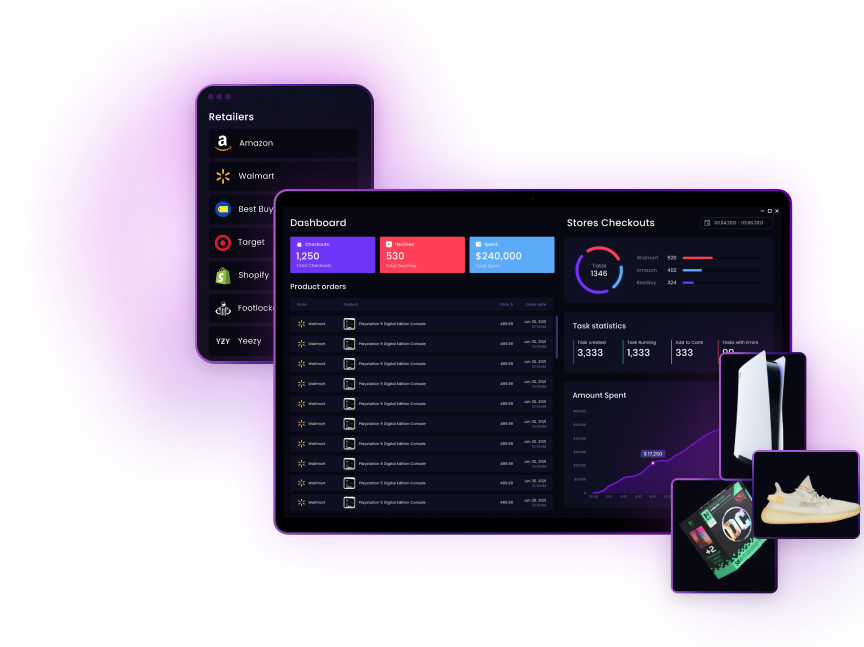 Retailers
Amazon
Walmart
Best Buy
Target
Shopify
Footlock
YZY Yeezy
Dashboard
Checkouts:
1,250
Total Checkouts
Declines:
530
Total Declines
Spent:
$240,000
Total Spent
Product orders
Store Product Price, $ Order date
Walmart Playstation 5 Digital Edition Console 499.99 Jun 30, 2021
Walmart Playstation 5 Digital Edition Console 499.99 Jun 30, 2021
Walmart Playstation 5 Digital Edition Console 499.99 Jun 30, 2021
Walmart Playstation 5 Digital Edition Console 499.99 Jun 30, 2021
Walmart Playstation 5 Digital Edition Console 499.99 Jun 30, 2021
Walmart Playstation 5 Digital Edition Console 499.99 Jun 30, 2021
Walmart Playstation 5 Digital Edition Console 499.99 Jun 30, 2021
Walmart Playstation 5 Digital Edition Console 499.99 Jun 30, 2021
Walmart Playstation 5 Digital Edition Console 499.99 Jun 30, 2021
Walmart Playstation 5 Digital Edition Console 499.99 Jun 30, 2021
Stores Checkouts
03.04.2021 - 03.08.2021
Total
1346
Walmart 520
Amazon 402
BestBuy 324
Task statistics
Task created
3,333
Task Running
1,333
Add to Carts
333
Tasks with Errors
99
Amount Spent
$ 17,250
DC
+2